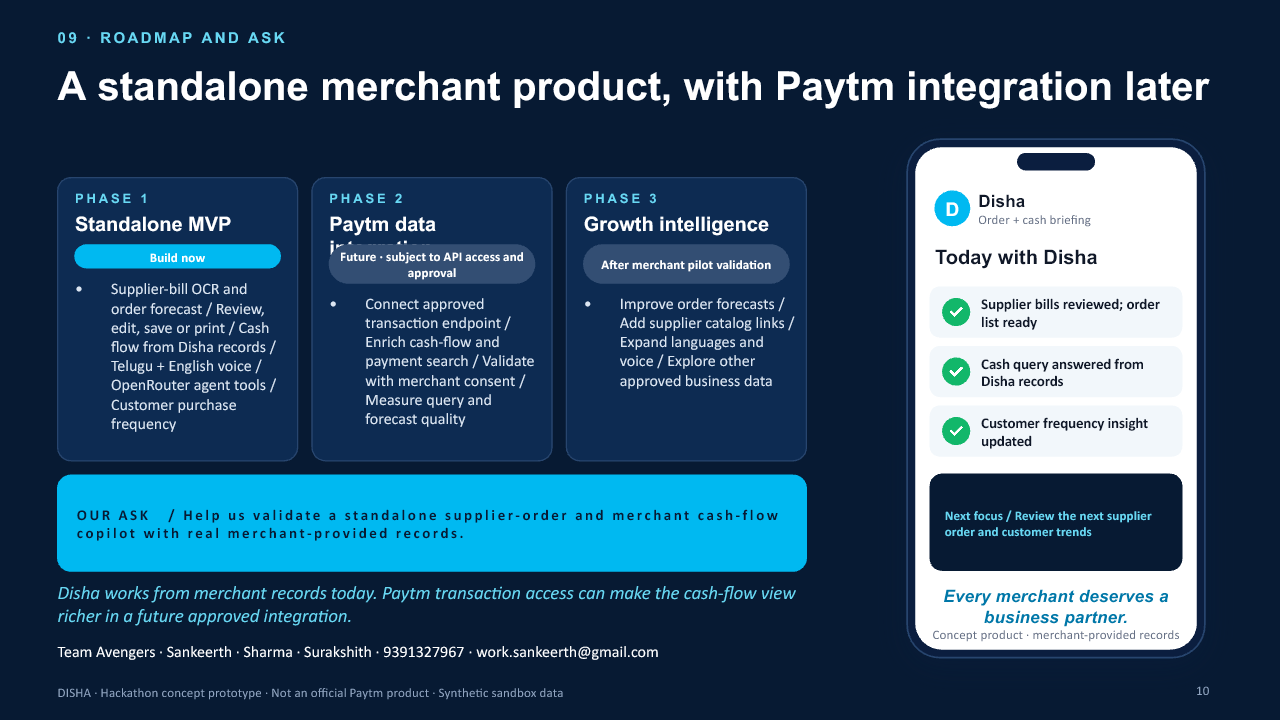 09 · ROADMAP AND ASK
A standalone merchant product, with Paytm integration later
PHASE 1
Standalone MVP
Build now
• Supplier-bill OCR and
order forecast / Review,
edit, save or print / Cash
flow from Disha records /
Telugu + English voice /
OpenRouter agent tools /
Customer purchase
frequency
PHASE 2
Paytm data
integration
Future · subject to API access and
approval
• Connect approved
transaction endpoint /
Enrich cash-flow and
payment search / Validate
with merchant consent /
Measure query and
forecast quality
PHASE 3
Growth intelligence
After merchant pilot validation
• Improve order forecasts /
Add supplier catalog links /
Expand languages and
voice / Explore other
approved business data
OUR ASK / Help us validate a standalone supplier-order and merchant cash-flow
copilot with real merchant-provided records.
Disha works from merchant records today. Paytm transaction access can make the cash-flow view
richer in a future approved integration.
Team Avengers · Sankeerth · Sharma · Surakshith · 9391327967 · work.sankeerth@gmail.com
D
Disha
Order + cash briefing
Today with Disha
Supplier bills reviewed; order
list ready
Cash query answered from
Disha records
Customer frequency insight
updated
Next focus / Review the next supplier
order and customer trends
Every merchant deserves a
business partner.
Concept product · merchant-provided records
DISHA · Hackathon concept prototype · Not an official Paytm product · Synthetic sandbox data
10